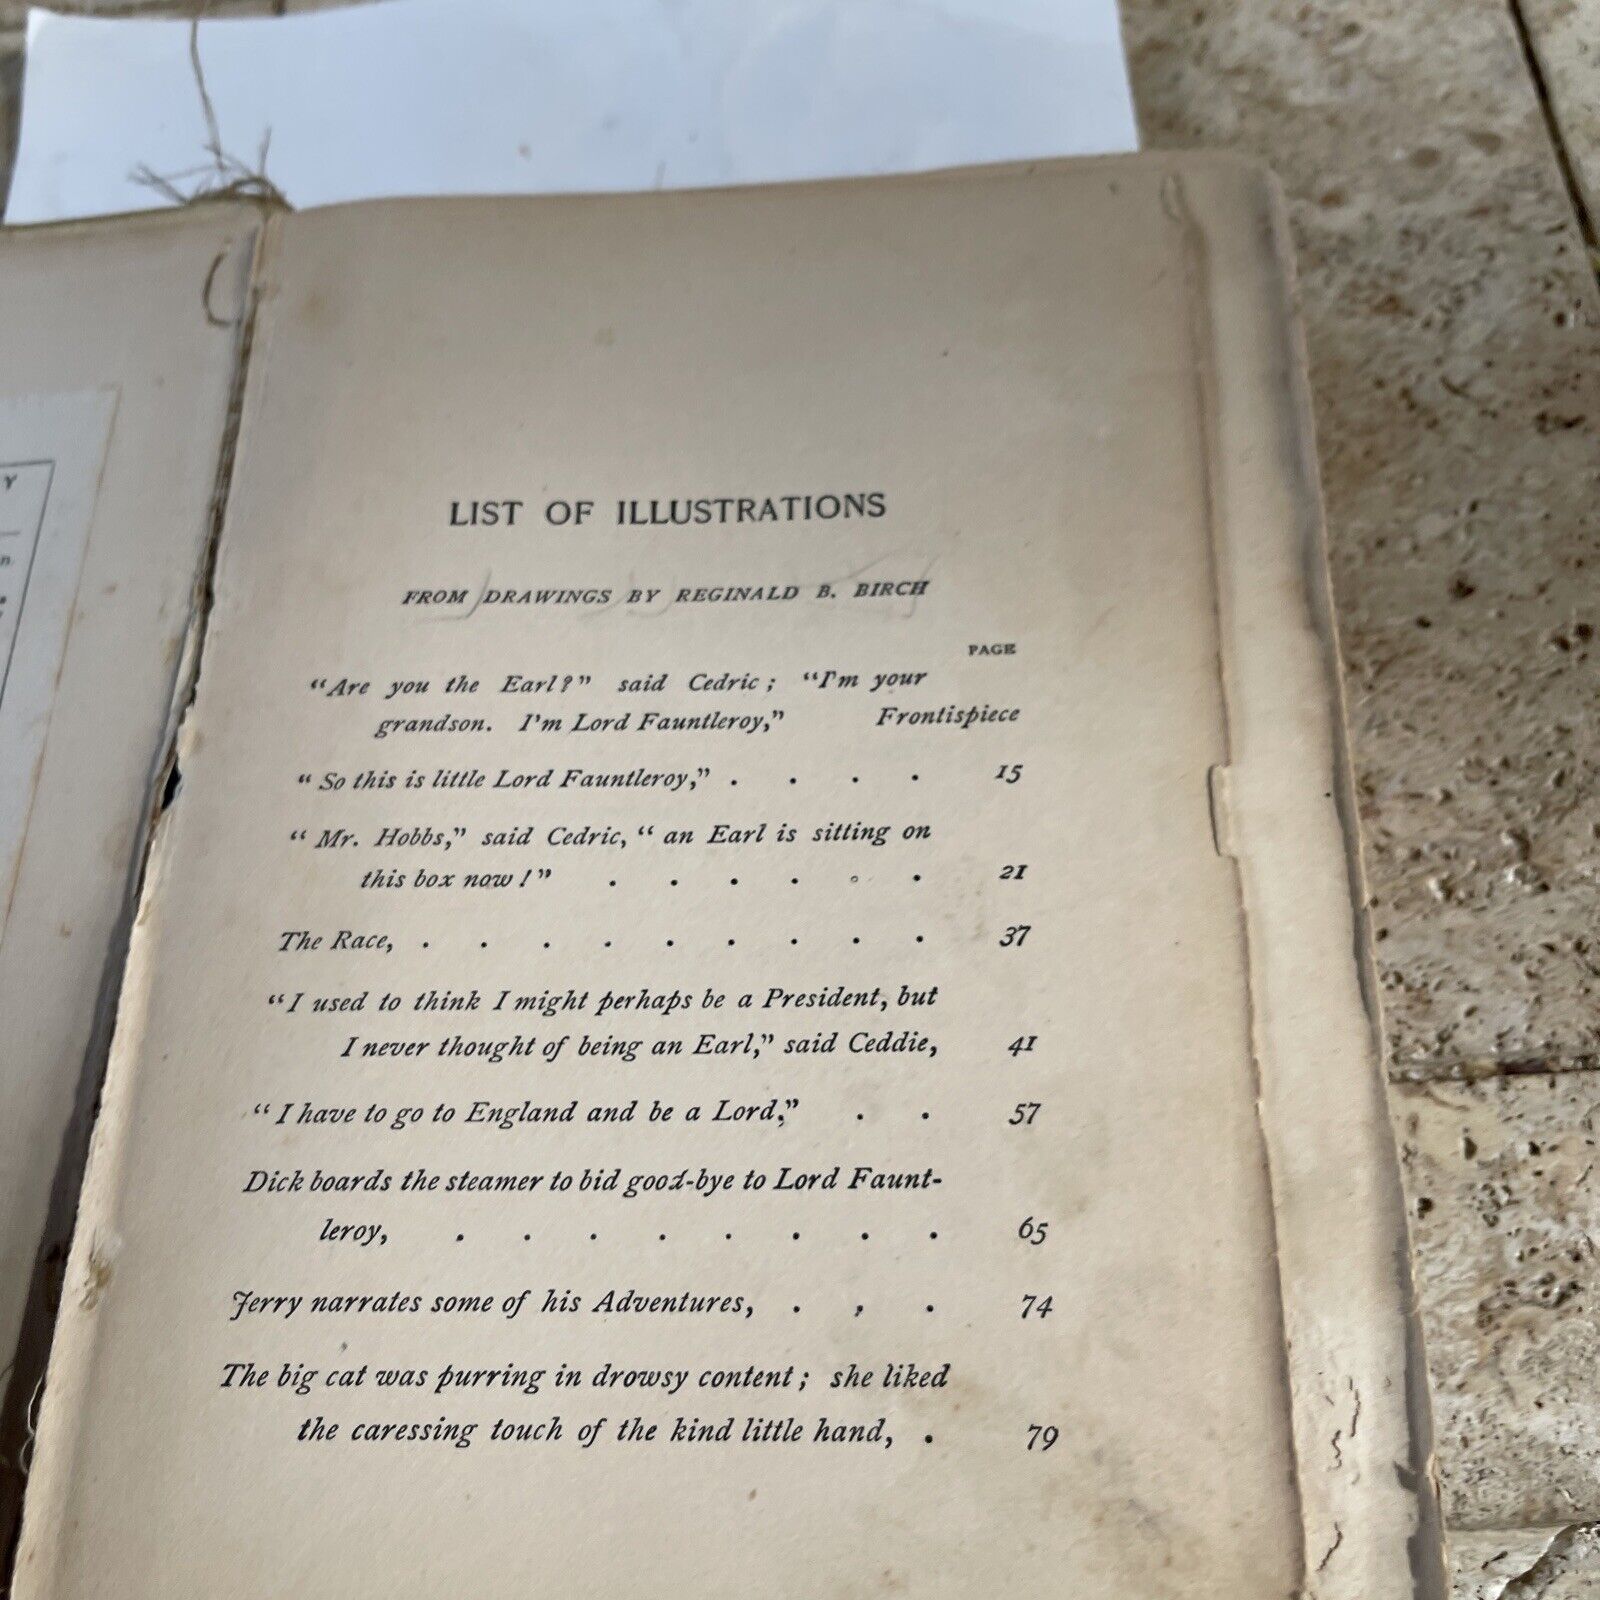 LIST OF ILLUSTRATIONS
FROM DRAWINGS BY REGINALD B. BIRCH
PAGE
"Are you the Earl?" said Cedric; "I'm your
grandson. I'm Lord Fauntleroy," Frontispiece
"So this is little Lord Fauntleroy," . . . . 15
"Mr. Hobbs," said Cedric, "an Earl is sitting on
this box now!" . . . . . . 21
The Race, . . . . . . . . . 37
"I used to think I might perhaps be a President, but
I never thought of being an Earl," said Ceddie, 41
"I have to go to England and be a Lord," . . 57
Dick boards the steamer to bid good-bye to Lord Faunt-
leroy, . . . . . . . . 65
Jerry narrates some of his Adventures, . , . 74
The big cat was purring in drowsy content; she liked
the caressing touch of the kind little hand, . 79